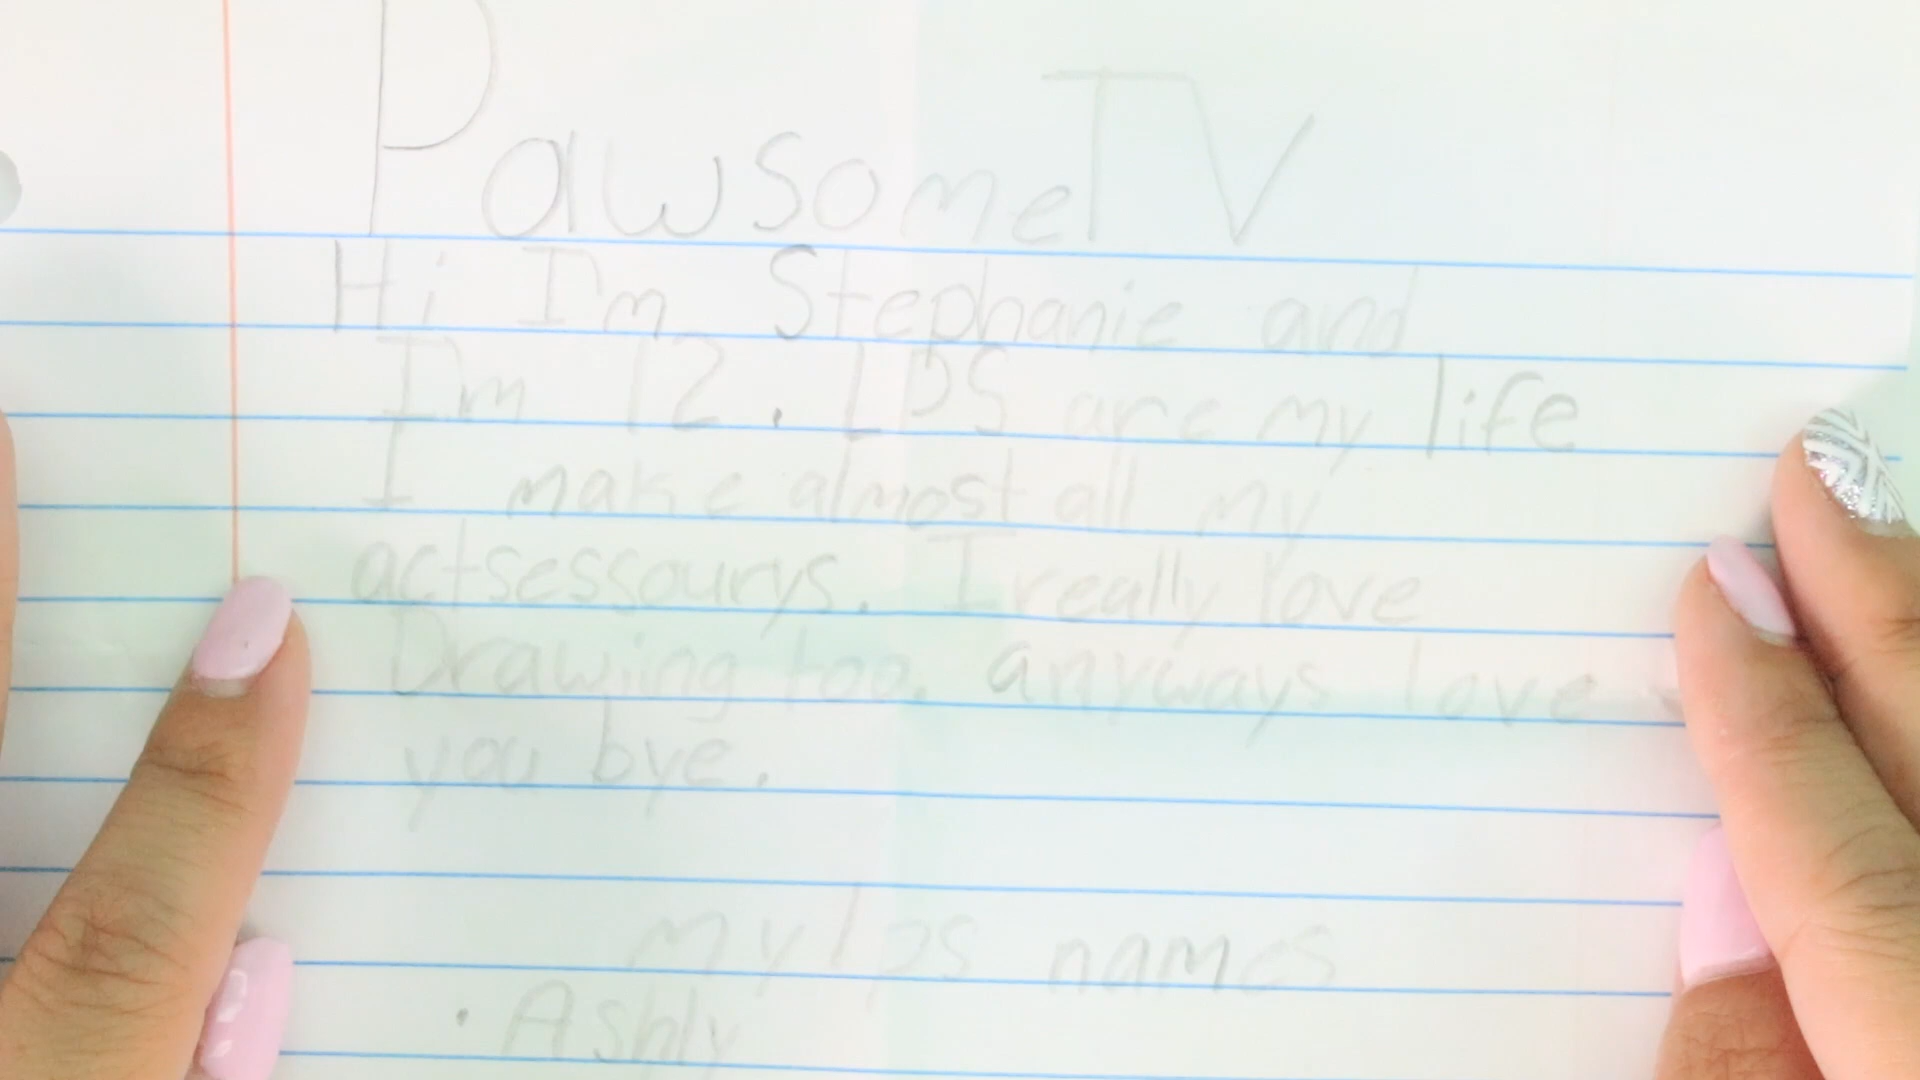 PawsomeTV
Hi I'm Stephanie and
I'm 12. LPS are my life
I make almost all my
actsessourys. I really love
Drawiing too. anyways love
you bye.
my lps names
• Ashly